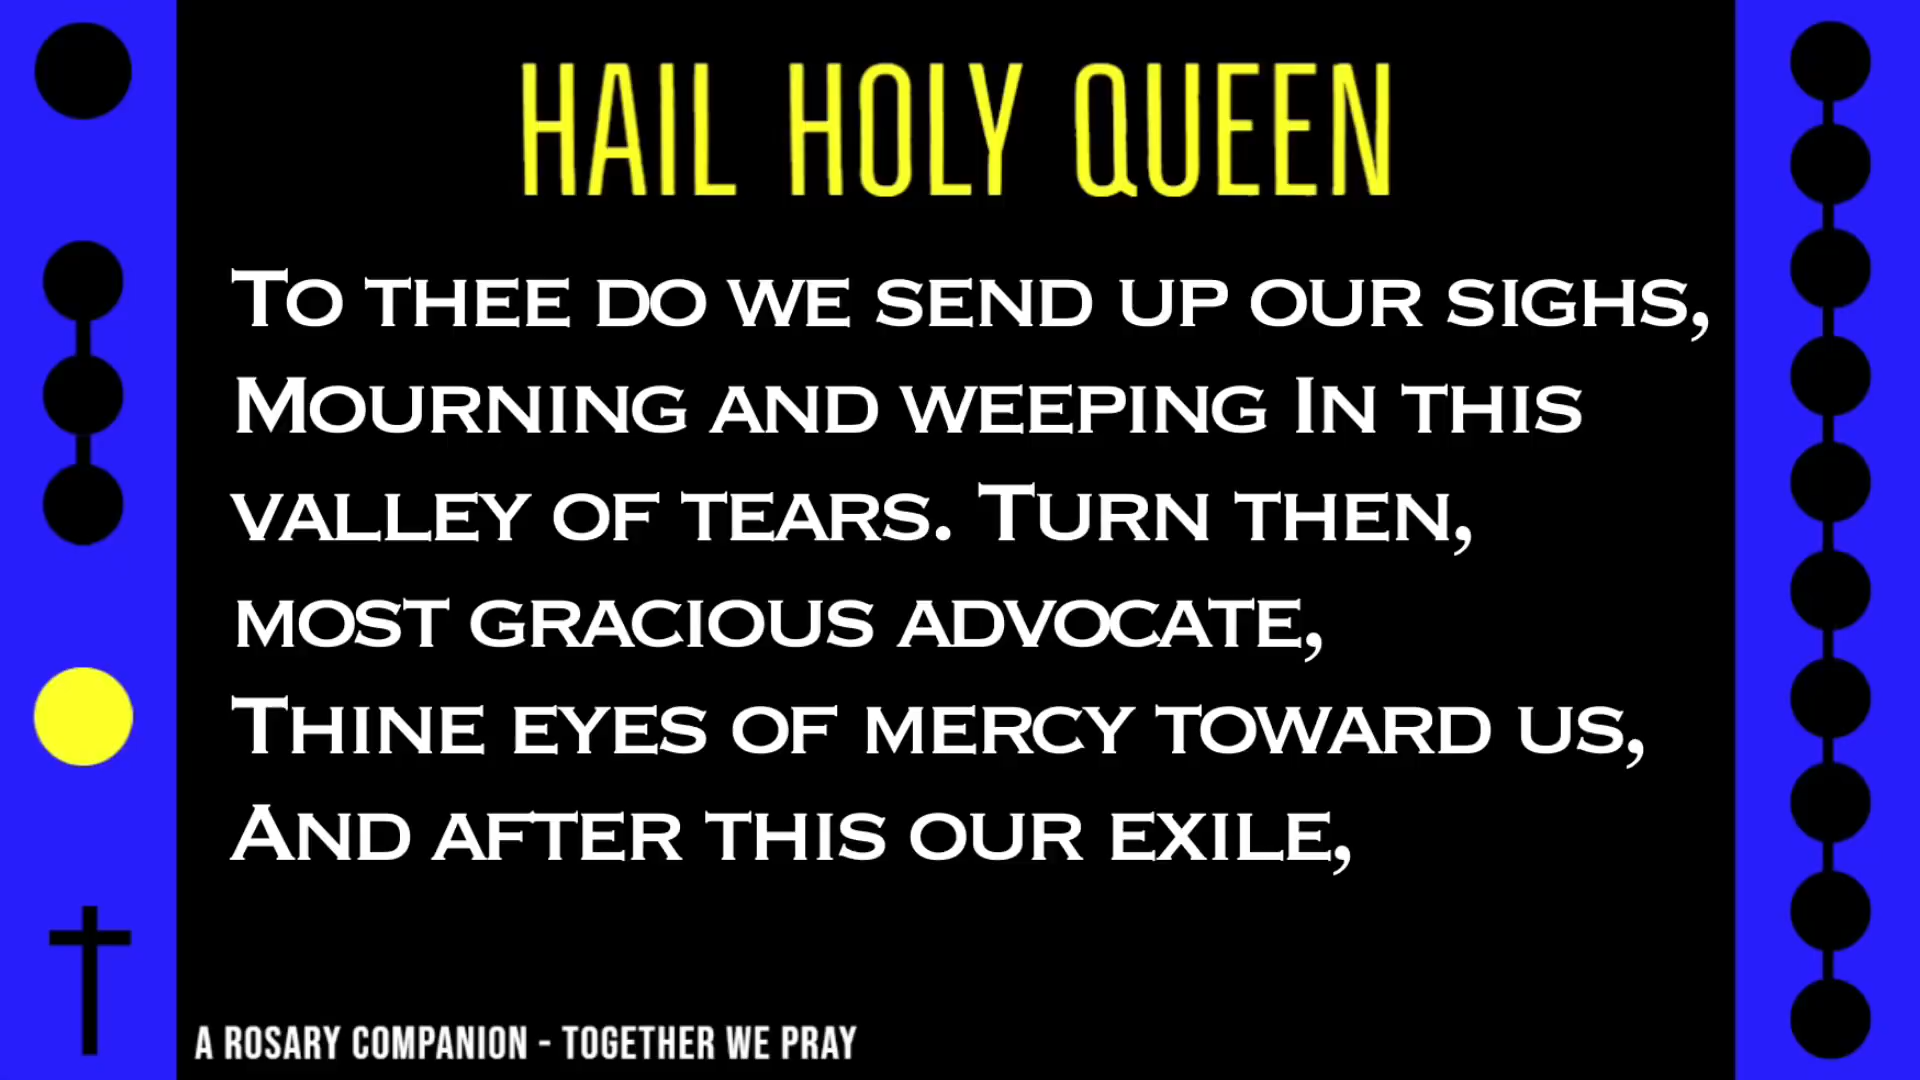 HAIL HOLY QUEEN
To thee do we send up our sighs,
Mourning and weeping In this
valley of tears. Turn then,
most gracious advocate,
Thine eyes of mercy toward us,
And after this our exile,
A ROSARY COMPANION - TOGETHER WE PRAY